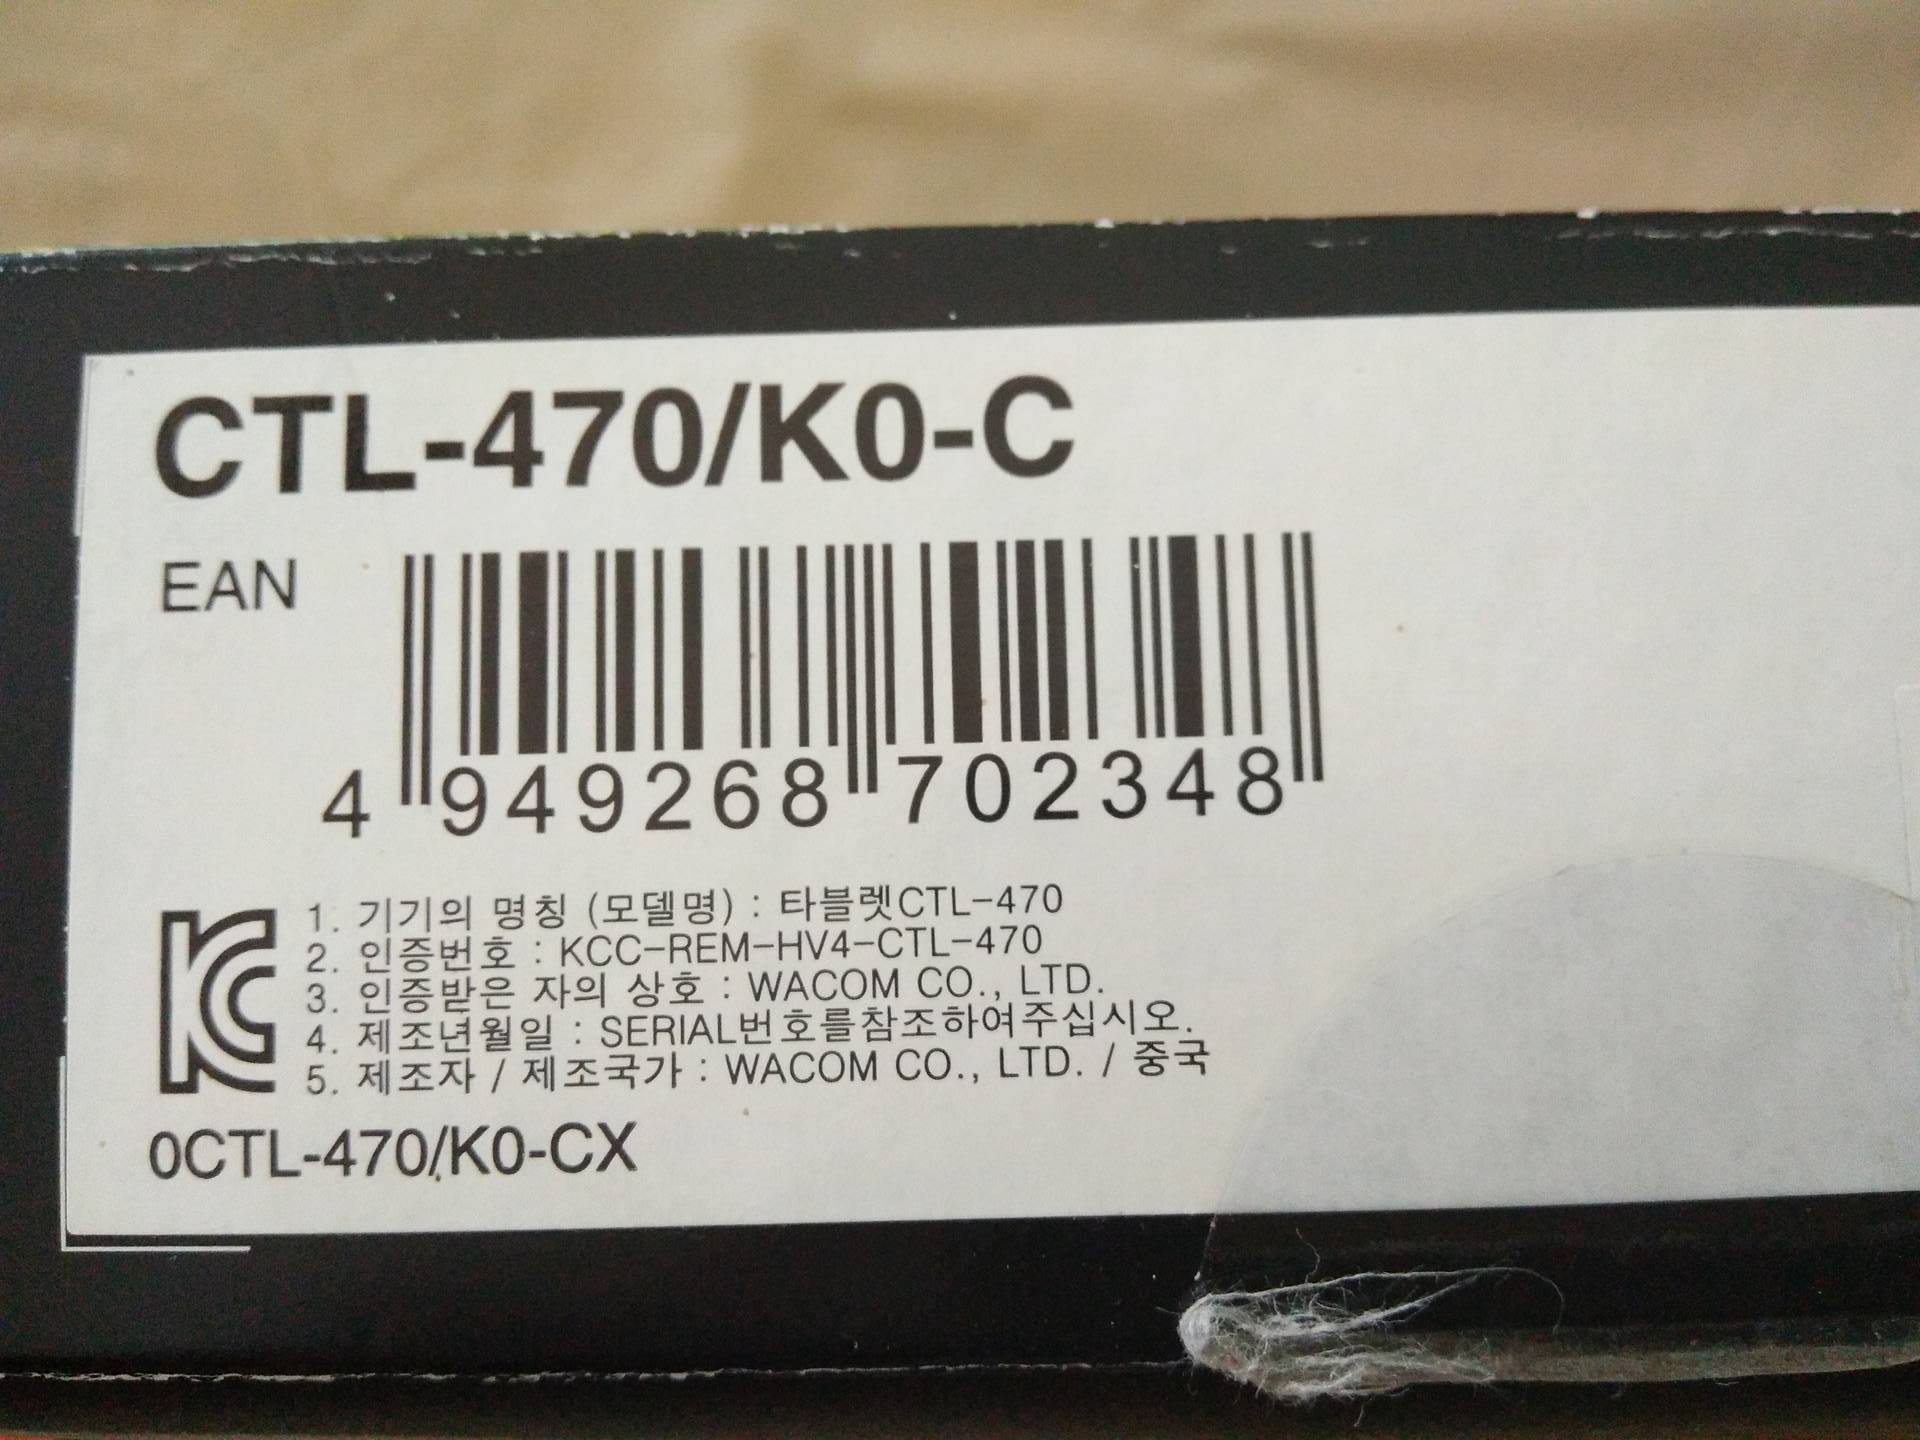 CTL-470/K0-C
EAN
4 949268 702348
1. 기기의 명칭 (모델명) : 타블렛CTL-470
2. 인증번호 : KCC-REM-HV4-CTL-470
3. 인증받은 자의 상호 : WACOM CO., LTD.
4. 제조년월일 : SERIAL번호를참조하여주십시오.
5. 제조자 / 제조국가 : WACOM CO., LTD. / 중국
0CTL-470/K0-CX